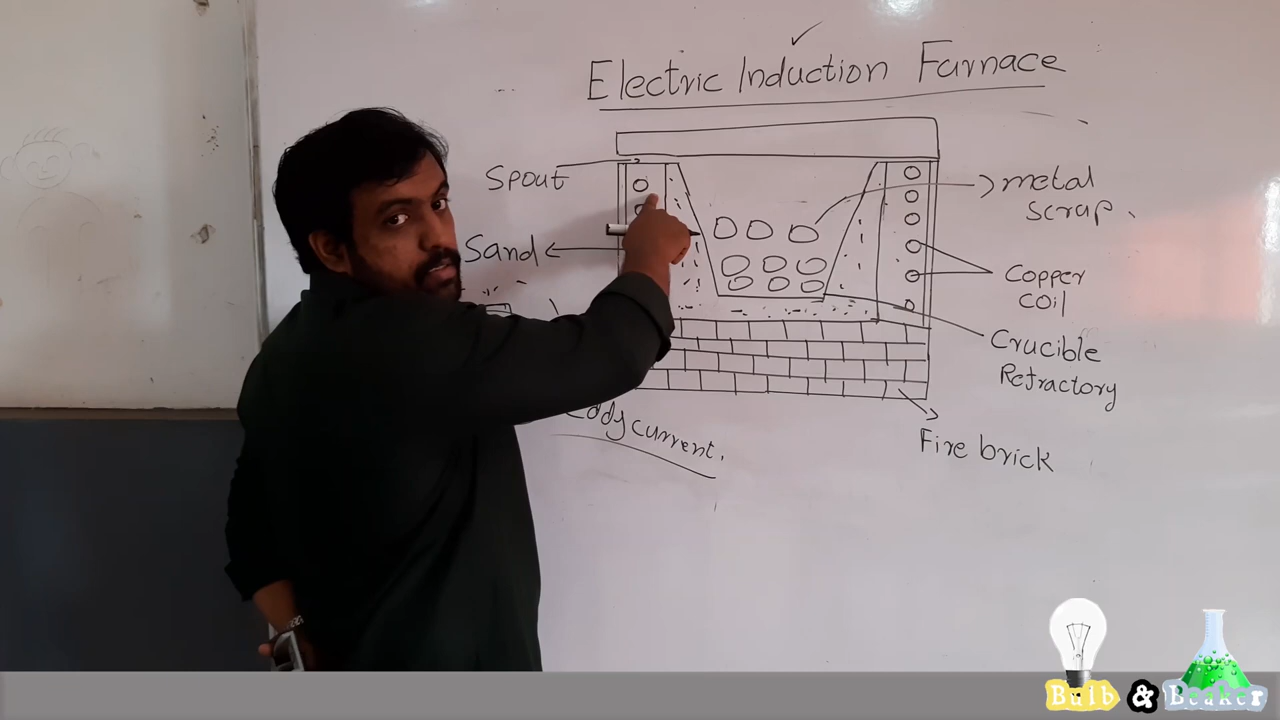 Electric Induction Furnace
Spout
metal
scrap.
Sand
Copper
coil
Crucible
Refractory
Eddy current.
Fire brick
Bulb & Beaker